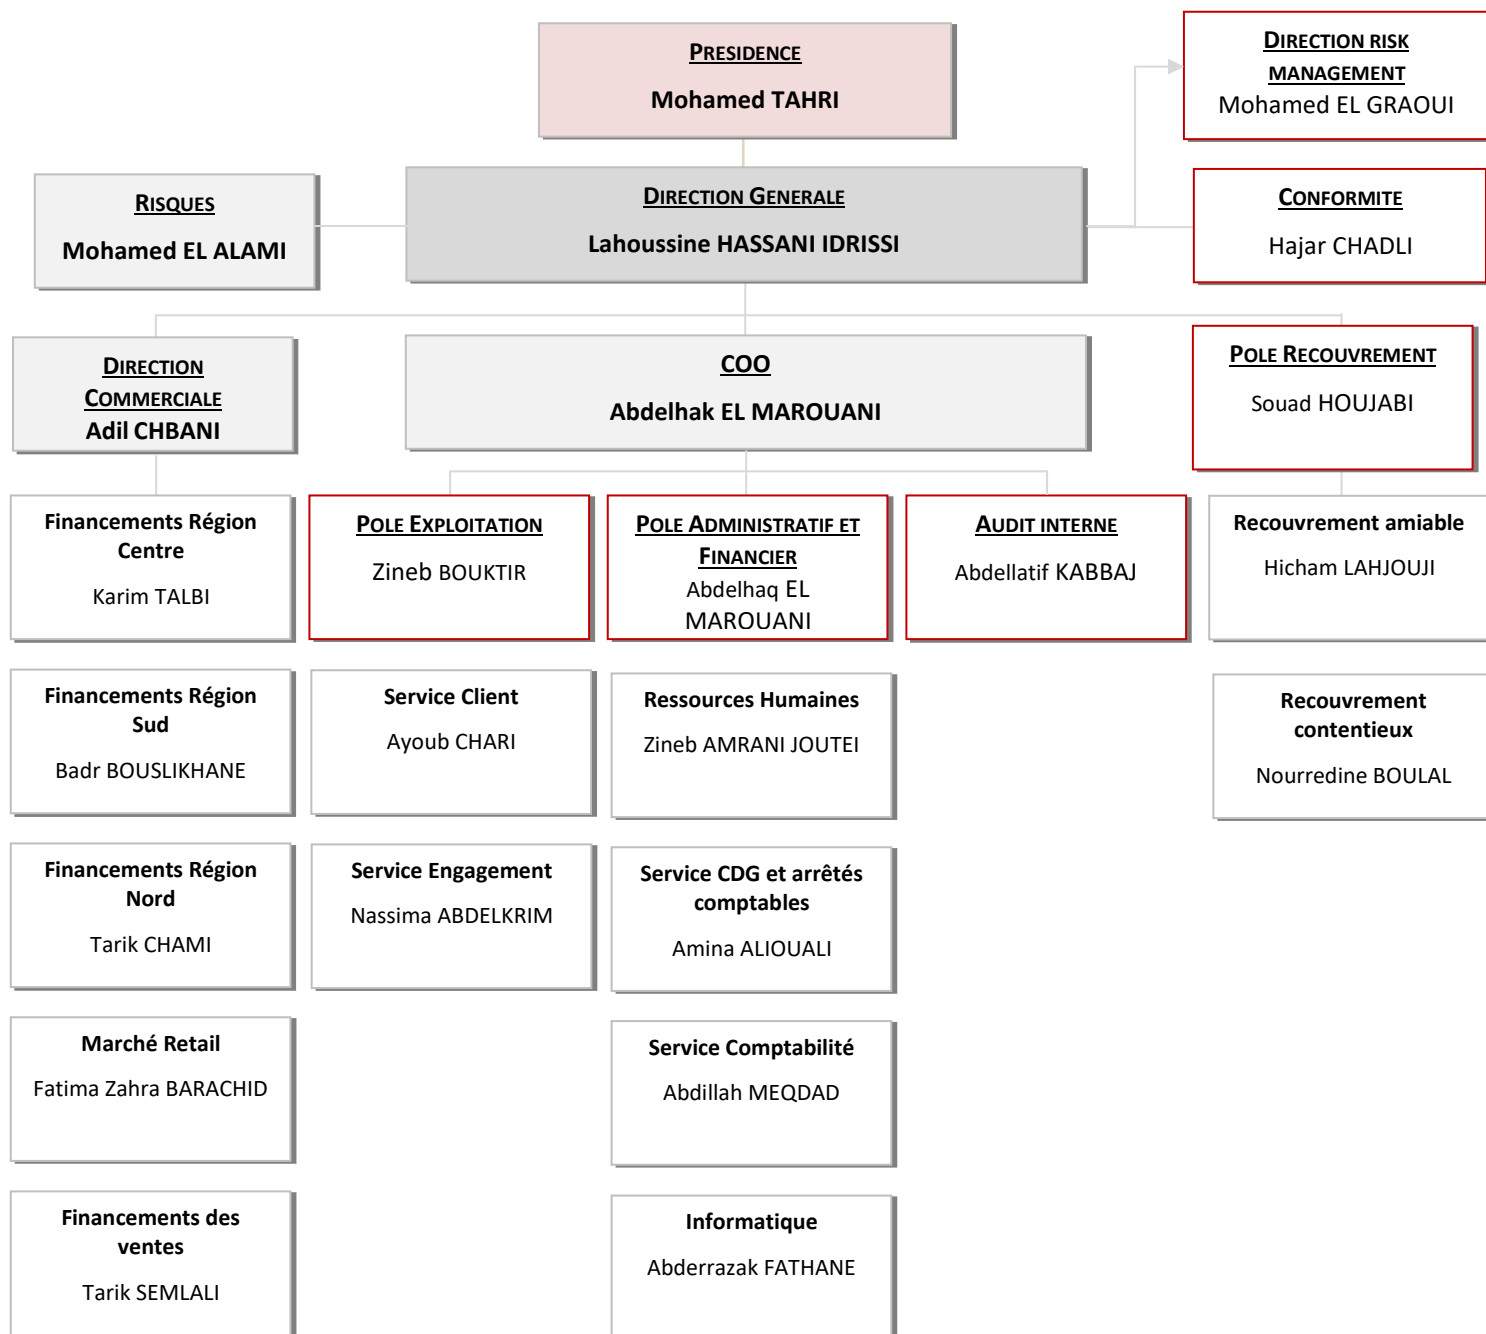 PRESIDENCE
Mohamed TAHRI
DIRECTION RISK
MANAGEMENT
Mohamed EL GRAOUI
RISQUES
Mohamed EL ALAMI
DIRECTION GENERALE
Lahoussine HASSANI IDRISSI
CONFORMITE
Hajar CHADLI
DIRECTION
COMMERCIALE
Adil CHBANI
COO
Abdelhak EL MAROUANI
POLE RECOUVREMENT
Souad HOUJABI
Financements Région
Centre
Karim TALBI
POLE EXPLOITATION
Zineb BOUKTIR
POLE ADMINISTRATIF ET
FINANCIER
Abdelhaq EL
MAROUANI
AUDIT INTERNE
Abdellatif KABBAJ
Recouvrement amiable
Hicham LAHJOUJI
Financements Région
Sud
Badr BOUSLIKHANE
Service Client
Ayoub CHARI
Ressources Humaines
Zineb AMRANI JOUTEI
Recouvrement
contentieux
Nourredine BOULAL
Financements Région
Nord
Tarik CHAMI
Service Engagement
Nassima ABDELKRIM
Service CDG et arrêtés
comptables
Amina ALIOUALI
Marché Retail
Fatima Zahra BARACHID
Service Comptabilité
Abdillah MEQDAD
Financements des
ventes
Tarik SEMLALI
Informatique
Abderrazak FATHANE